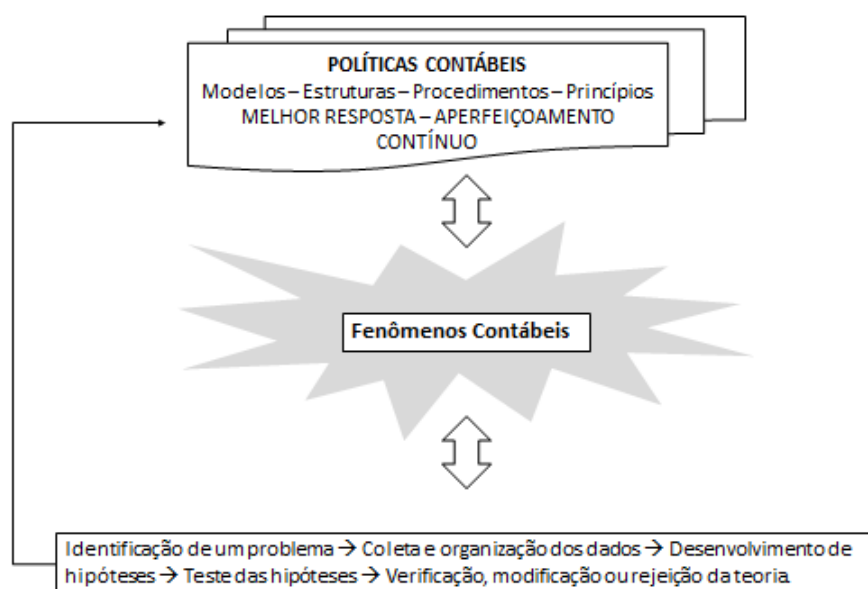 POLÍTICAS CONTÁBEIS
Modelos – Estruturas – Procedimentos – Princípios
MELHOR RESPOSTA – APERFEIÇOAMENTO
CONTÍNUO
Fenômenos Contábeis
Identificação de um problema → Coleta e organização dos dados → Desenvolvimento de
hipóteses → Teste das hipóteses → Verificação, modificação ou rejeição da teoria.